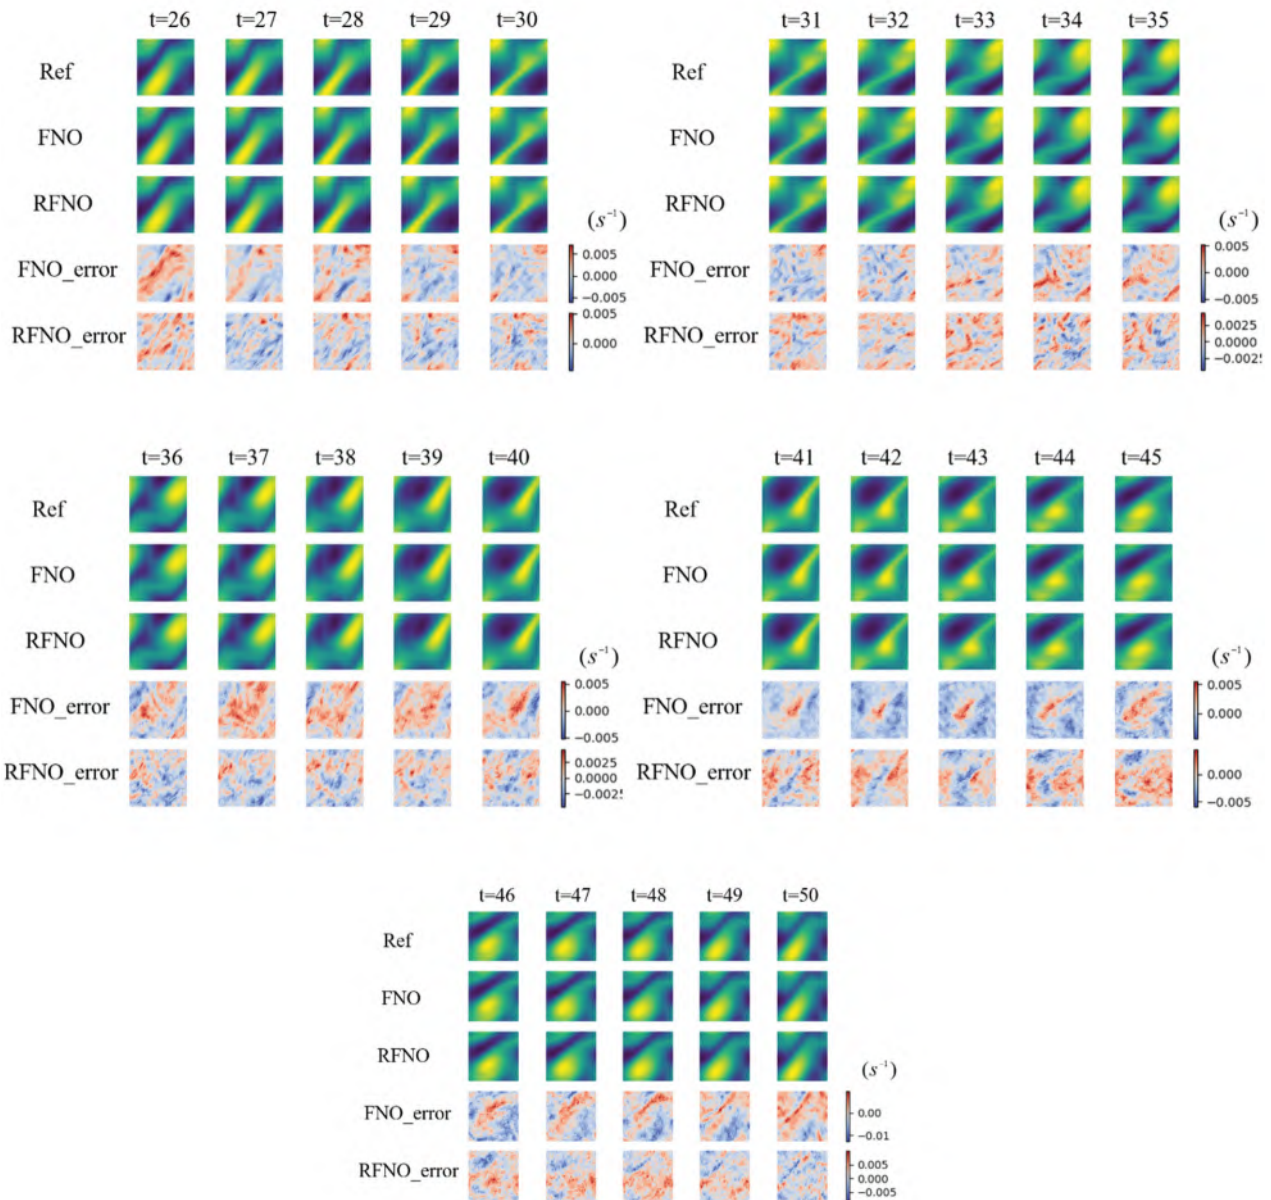 t=26 t=27 t=28 t=29 t=30
Ref
FNO
RFNO
(s⁻¹)
FNO_error
0.005
0.000
−0.005
RFNO_error
0.005
0.000
t=31 t=32 t=33 t=34 t=35
Ref
FNO
RFNO
(s⁻¹)
FNO_error
0.005
0.000
−0.005
RFNO_error
0.0025
0.0000
−0.002
t=36 t=37 t=38 t=39 t=40
Ref
FNO
RFNO
(s⁻¹)
FNO_error
0.005
0.000
−0.005
RFNO_error
0.0025
0.0000
−0.002
t=41 t=42 t=43 t=44 t=45
Ref
FNO
RFNO
(s⁻¹)
FNO_error
0.005
0.000
RFNO_error
0.000
−0.005
t=46 t=47 t=48 t=49 t=50
Ref
FNO
RFNO
(s⁻¹)
FNO_error
0.00
−0.01
RFNO_error
0.005
0.000
−0.005